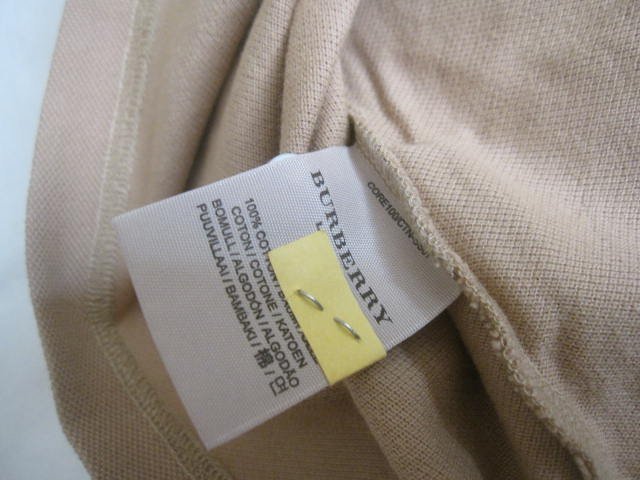 BURBERRY
100% COTTON
COTON / COTONE / KATOEN
BOMULL / ALGODÓN / ALGODÃO
PUUVILLAA / BAMBAKI / 棉 / 면